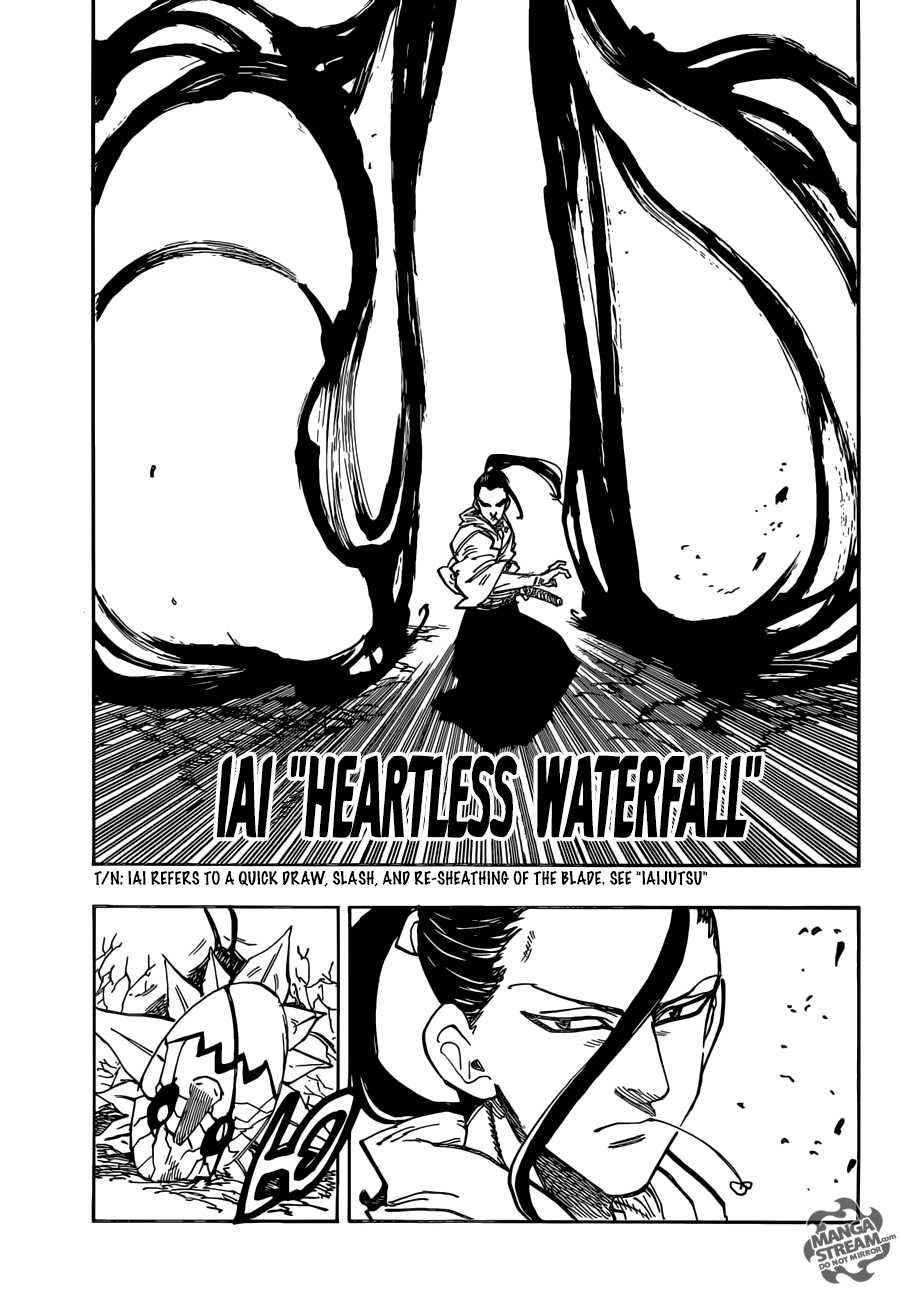 IAI "HEARTLESS WATERFALL"
T/N: IAI REFERS TO A QUICK DRAW, SLASH, AND RE-SHEATHING OF THE BLADE. SEE "IAIJUTSU"
MANGA
STREAM.com
DO NOT MIRROR